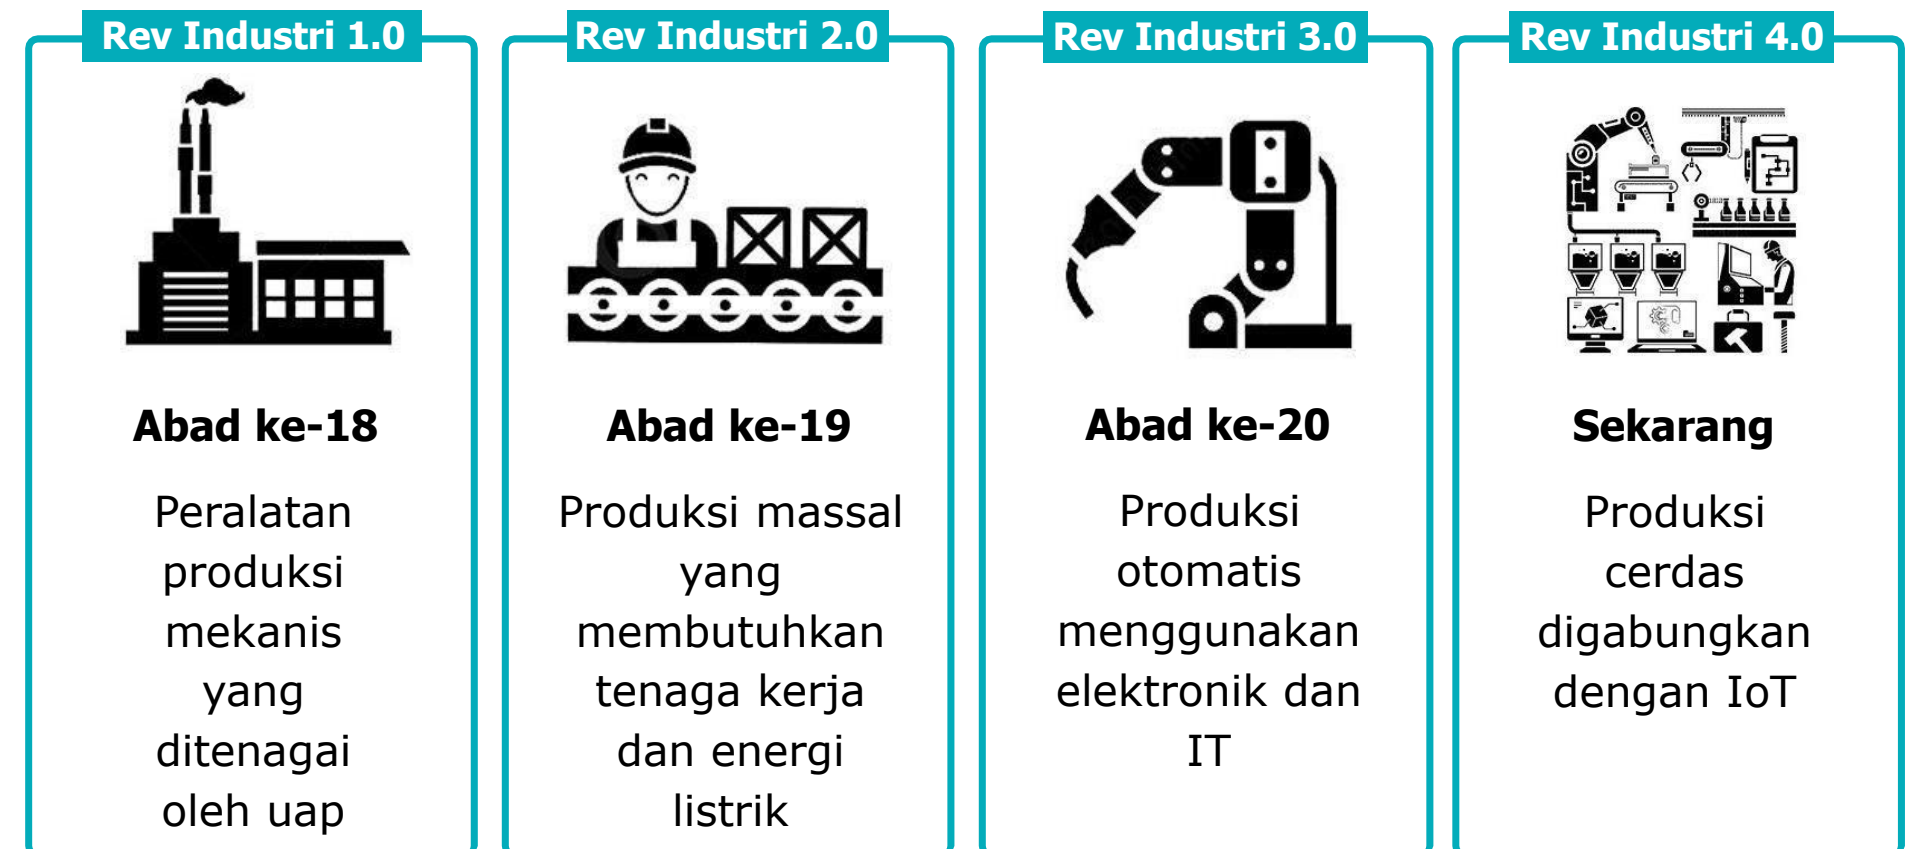 Rev Industri 1.0
Abad ke-18
Peralatan
produksi
mekanis
yang
ditenagai
oleh uap
Rev Industri 2.0
Abad ke-19
Produksi massal
yang
membutuhkan
tenaga kerja
dan energi
listrik
Rev Industri 3.0
Abad ke-20
Produksi
otomatis
menggunakan
elektronik dan
IT
Rev Industri 4.0
Sekarang
Produksi
cerdas
digabungkan
dengan IoT